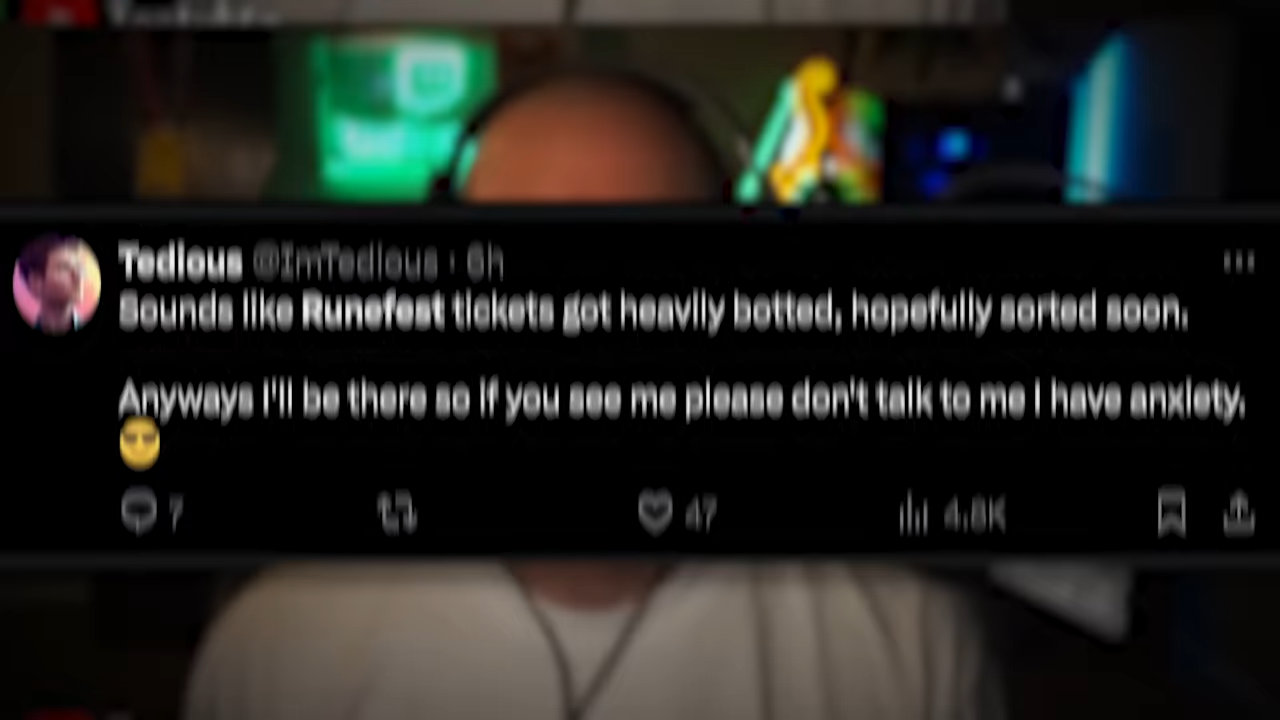 Tedious @ImTedious · 6h
Sounds like Runefest tickets got heavily botted, hopefully sorted soon.
Anyways I'll be there so if you see me please don't talk to me I have anxiety.
😎
7 47 4.8K